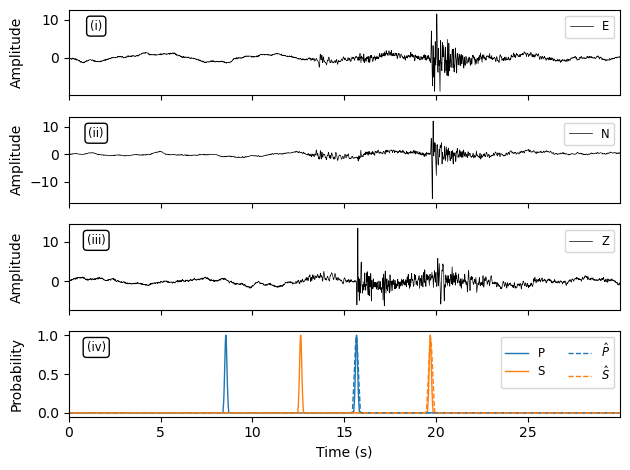 Amplitude
10
0
(i)
E
Amplitude
10
0
−10
(ii)
N
Amplitude
10
0
(iii)
Z
Probability
1.0
0.5
0.0
(iv)
P
S
P̂
Ŝ
0 5 10 15 20 25
Time (s)